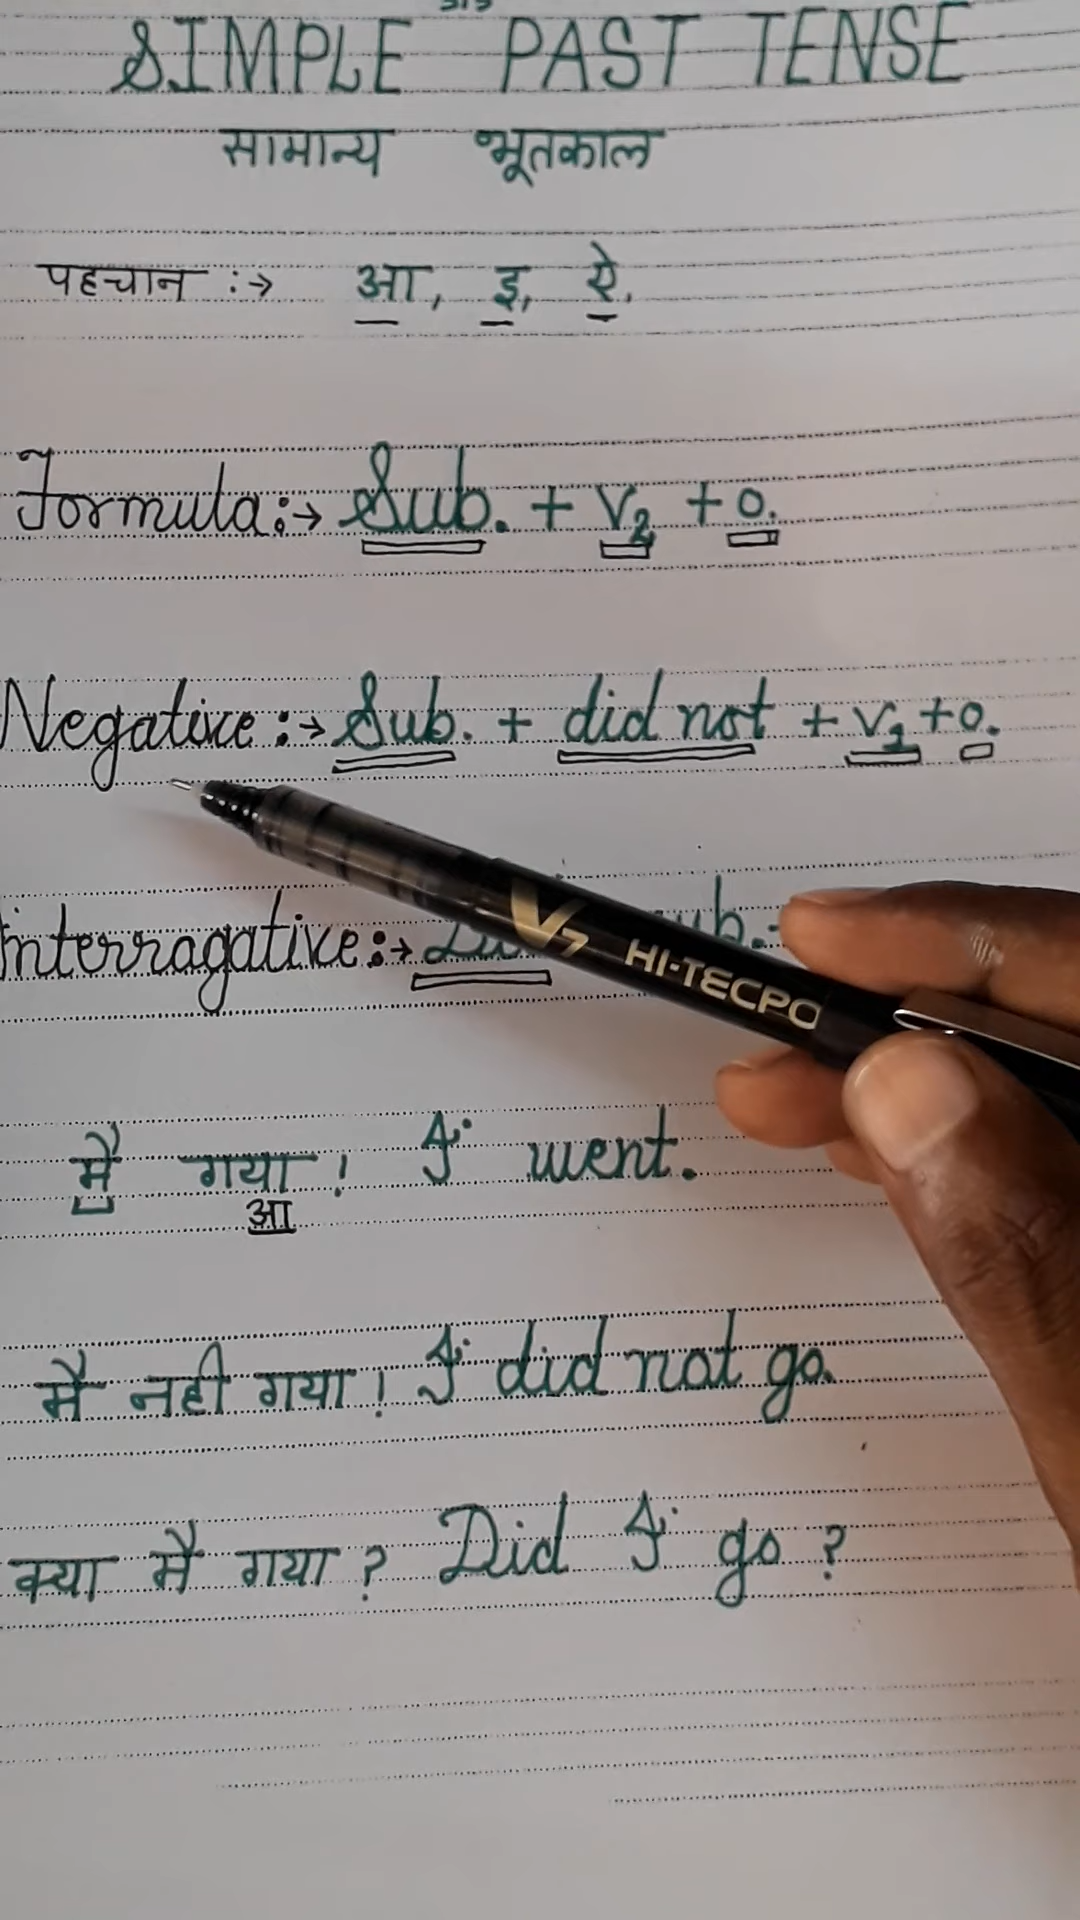 SIMPLE PAST TENSE
सामान्य भूतकाल
पहचान :→ आ, इ, ऐ.
Formula:→ Sub. + V2 + o.
Negative:→ Sub. + did not + V1 + o.
interragative:→
V7 HI-TECPO
मै गया ! I went.
आ
मै नही गया ! I did not go.
क्या मै गया ? Did I go ?